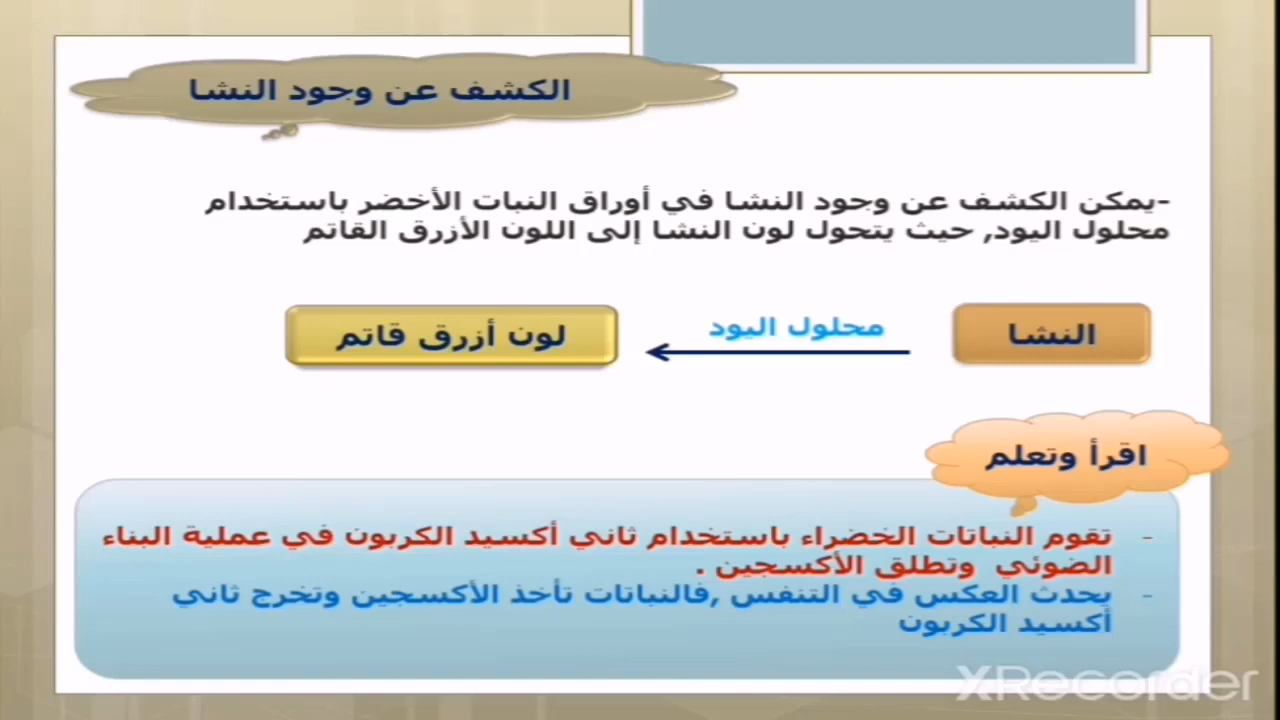 الكشف عن وجود النشا
-يمكن الكشف عن وجود النشا في أوراق النبات الأخضر باستخدام
محلول اليود, حيث يتحول لون النشا إلى اللون الأزرق القاتم
النشا
محلول اليود
لون أزرق قاتم
اقرأ وتعلم
- تقوم النباتات الخضراء باستخدام ثاني أكسيد الكربون في عملية البناء
الضوئي وتطلق الأكسجين .
- يحدث العكس في التنفس ,فالنباتات تأخذ الأكسجين وتخرج ثاني
أكسيد الكربون
XRecorder